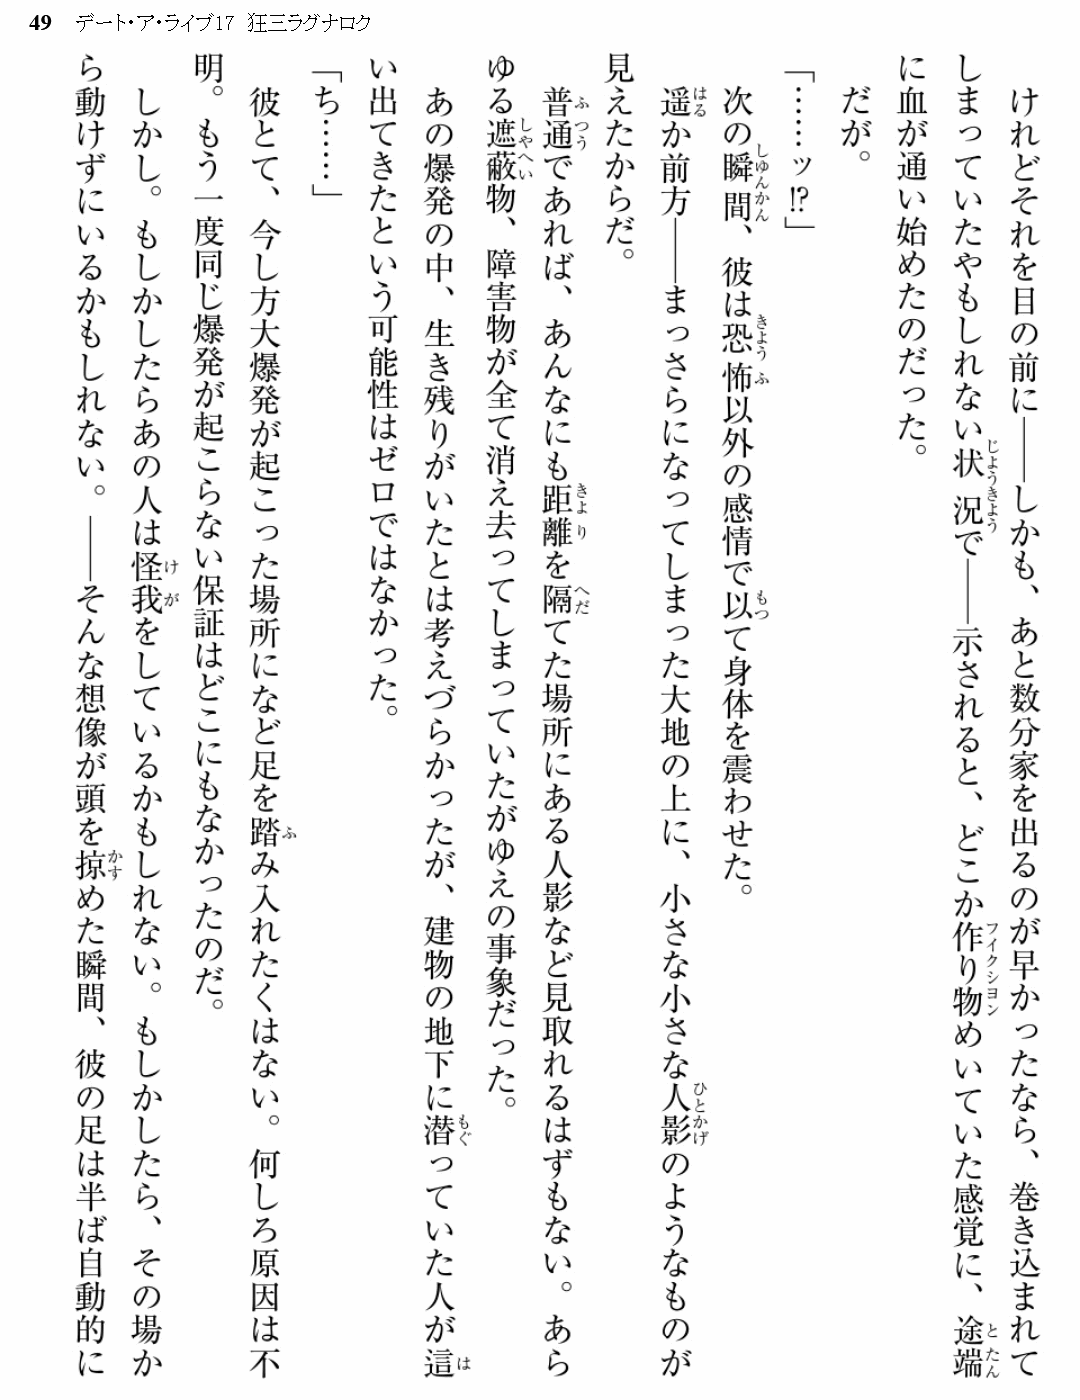 49 デート・ア・ライブ17 狂三ラグナロク
けれどそれを目の前に――しかも、あと数分家を出るのが早かったなら、巻き込まれて
しまっていたやもしれない状況で――示されると、どこか作り物めいていた感覚に、途端
に血が通い始めたのだった。
だが。
「……ッ!?」
次の瞬間、彼は恐怖以外の感情で以て身体を震わせた。
遥か前方――まっさらになってしまった大地の上に、小さな小さな人影のようなものが
見えたからだ。
普通であれば、あんなにも距離を隔てた場所にある人影など見取れるはずもない。あら
ゆる遮蔽物、障害物が全て消え去ってしまっていたがゆえの事象だった。
あの爆発の中、生き残りがいたとは考えづらかったが、建物の地下に潜っていた人が這
い出てきたという可能性はゼロではなかった。
「ち……」
彼とて、今し方大爆発が起こった場所になど足を踏み入れたくはない。何しろ原因は不
明。もう一度同じ爆発が起こらない保証はどこにもなかったのだ。
しかし。もしかしたらあの人は怪我をしているかもしれない。もしかしたら、その場か
ら動けずにいるかもしれない。――そんな想像が頭を掠めた瞬間、彼の足は半ば自動的に